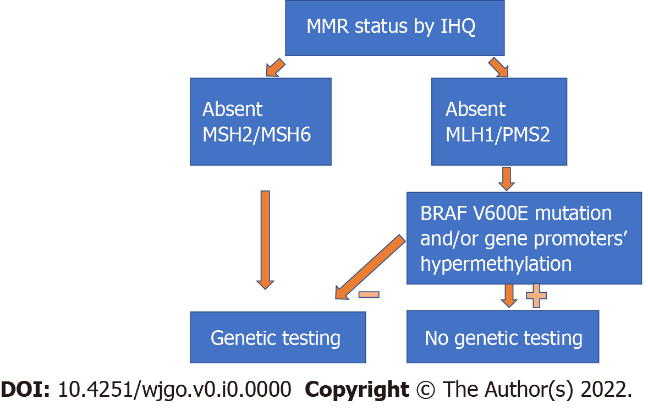 MMR status by IHQ
Absent
MSH2/MSH6
Absent
MLH1/PMS2
BRAF V600E mutation
and/or gene promoters’
hypermethylation
Genetic testing
No genetic testing
DOI: 10.4251/wjgo.v0.i0.0000 Copyright © The Author(s) 2022.